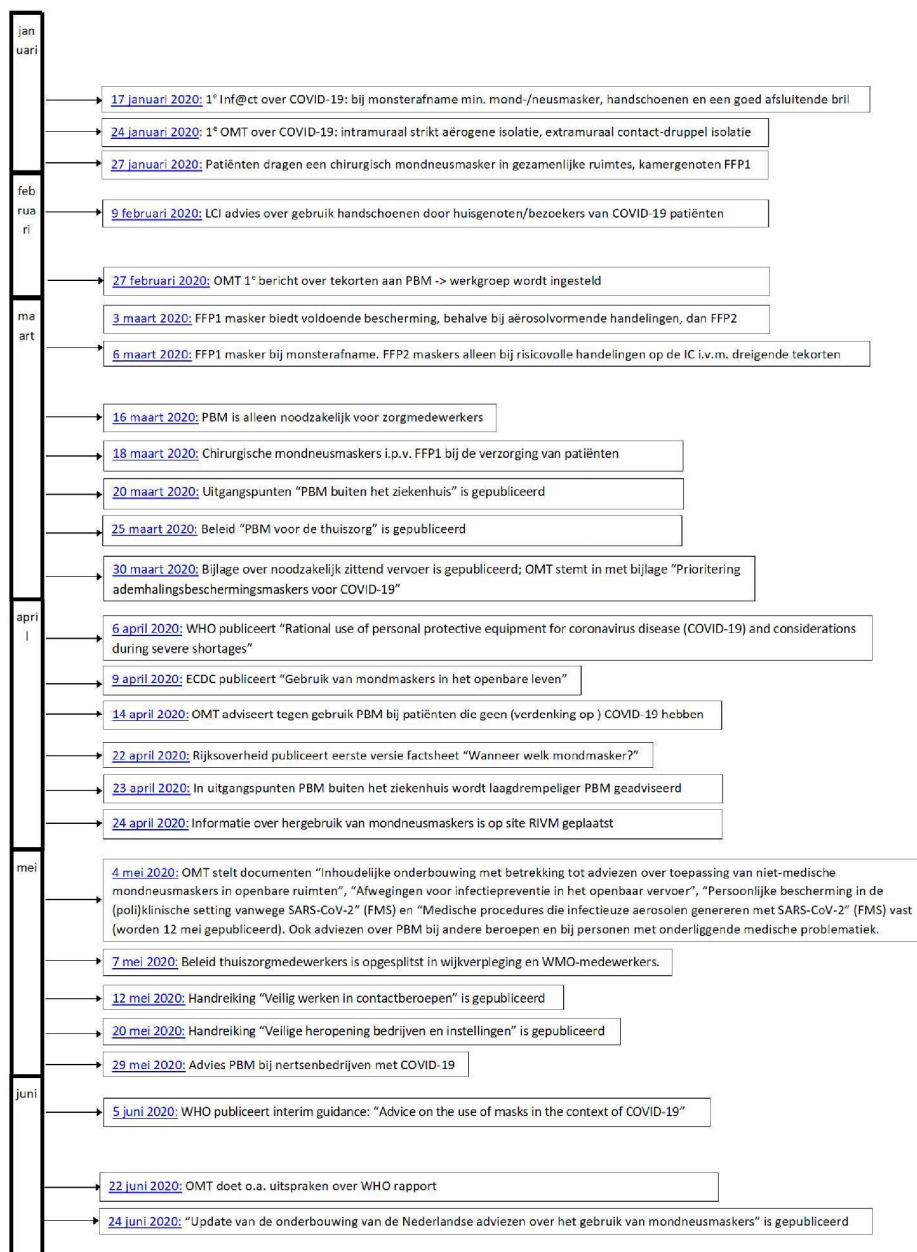 jan
uari
17 januari 2020: 1e Inf@ct over COVID-19: bij monsterafname min. mond-/neusmasker, handschoenen en een goed afsluitende bril
24 januari 2020: 1e OMT over COVID-19: intramuraal strikt aërogene isolatie, extramuraal contact-druppel isolatie
27 januari 2020: Patiënten dragen een chirurgisch mondneusmasker in gezamenlijke ruimtes, kamergenoten FFP1
feb
rua
ri
9 februari 2020: LCI advies over gebruik handschoenen door huisgenoten/bezoekers van COVID-19 patiënten
27 februari 2020: OMT 1e bericht over tekorten aan PBM -> werkgroep wordt ingesteld
ma
art
3 maart 2020: FFP1 masker biedt voldoende bescherming, behalve bij aërosolvormende handelingen, dan FFP2
6 maart 2020: FFP1 masker bij monsterafname. FFP2 maskers alleen bij risicovolle handelingen op de IC i.v.m. dreigende tekorten
16 maart 2020: PBM is alleen noodzakelijk voor zorgmedewerkers
18 maart 2020: Chirurgische mondneusmaskers i.p.v. FFP1 bij de verzorging van patiënten
20 maart 2020: Uitgangspunten “PBM buiten het ziekenhuis” is gepubliceerd
25 maart 2020: Beleid “PBM voor de thuiszorg” is gepubliceerd
30 maart 2020: Bijlage over noodzakelijk zittend vervoer is gepubliceerd; OMT stemt in met bijlage “Prioritering
ademhalingsbeschermingsmaskers voor COVID-19”
apri
l
6 april 2020: WHO publiceert “Rational use of personal protective equipment for coronavirus disease (COVID-19) and considerations
during severe shortages”
9 april 2020: ECDC publiceert “Gebruik van mondmaskers in het openbare leven”
14 april 2020: OMT adviseert tegen gebruik PBM bij patiënten die geen (verdenking op ) COVID-19 hebben
22 april 2020: Rijksoverheid publiceert eerste versie factsheet “Wanneer welk mondmasker?”
23 april 2020: In uitgangspunten PBM buiten het ziekenhuis wordt laagdrempeliger PBM geadviseerd
24 april 2020: Informatie over hergebruik van mondneusmaskers is op site RIVM geplaatst
mei
4 mei 2020: OMT stelt documenten “Inhoudelijke onderbouwing met betrekking tot adviezen over toepassing van niet-medische
mondneusmaskers in openbare ruimten”, “Afwegingen voor infectiepreventie in het openbaar vervoer”, “Persoonlijke bescherming in de
(poli)klinische setting vanwege SARS-CoV-2” (FMS) en “Medische procedures die infectieuze aerosolen genereren met SARS-CoV-2” (FMS) vast
(worden 12 mei gepubliceerd). Ook adviezen over PBM bij andere beroepen en bij personen met onderliggende medische problematiek.
7 mei 2020: Beleid thuiszorgmedewerkers is opgesplitst in wijkverpleging en WMO-medewerkers.
12 mei 2020: Handreiking “Veilig werken in contactberoepen” is gepubliceerd
20 mei 2020: Handreiking “Veilige heropening bedrijven en instellingen” is gepubliceerd
29 mei 2020: Advies PBM bij nertsenbedrijven met COVID-19
juni
5 juni 2020: WHO publiceert interim guidance: “Advice on the use of masks in the context of COVID-19”
22 juni 2020: OMT doet o.a. uitspraken over WHO rapport
24 juni 2020: “Update van de onderbouwing van de Nederlandse adviezen over het gebruik van mondneusmaskers” is gepubliceerd